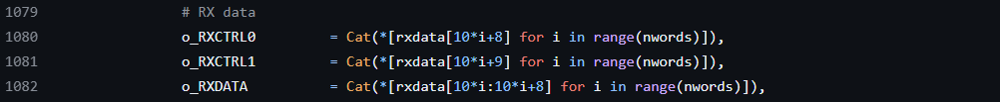 1079 # RX data
1080 o_RXCTRL0 = Cat(*[rxdata[10*i+8] for i in range(nwords)]),
1081 o_RXCTRL1 = Cat(*[rxdata[10*i+9] for i in range(nwords)]),
1082 o_RXDATA = Cat(*[rxdata[10*i:10*i+8] for i in range(nwords)]),